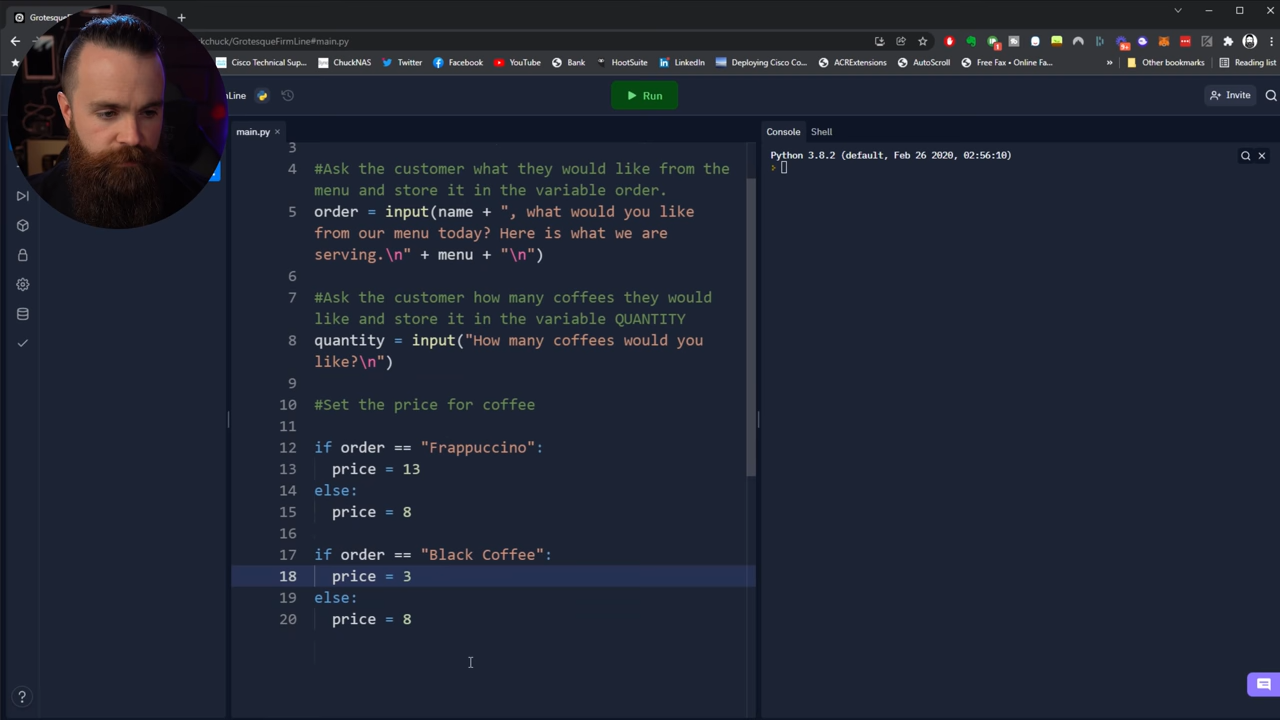 Grotesque
ckchuck/GrotesqueFirmLine#main.py
9+
Cisco Technical Sup...
ChuckNAS
Twitter
Facebook
YouTube
Bank
HootSuite
LinkedIn
Deploying Cisco Co...
ACRExtensions
AutoScroll
Free Fax • Online Fa...
»
Other bookmarks
Reading list
mLine
Run
Invite
main.py
Console
Shell
Python 3.8.2 (default, Feb 26 2020, 02:56:10)
>
3
4 #Ask the customer what they would like from the
menu and store it in the variable order.
5 order = input(name + ", what would you like
from our menu today? Here is what we are
serving.\n" + menu + "\n")
6
7 #Ask the customer how many coffees they would
like and store it in the variable QUANTITY
8 quantity = input("How many coffees would you
like?\n")
9
10 #Set the price for coffee
11
12 if order == "Frappuccino":
13 price = 13
14 else:
15 price = 8
16
17 if order == "Black Coffee":
18 price = 3
19 else:
20 price = 8
?